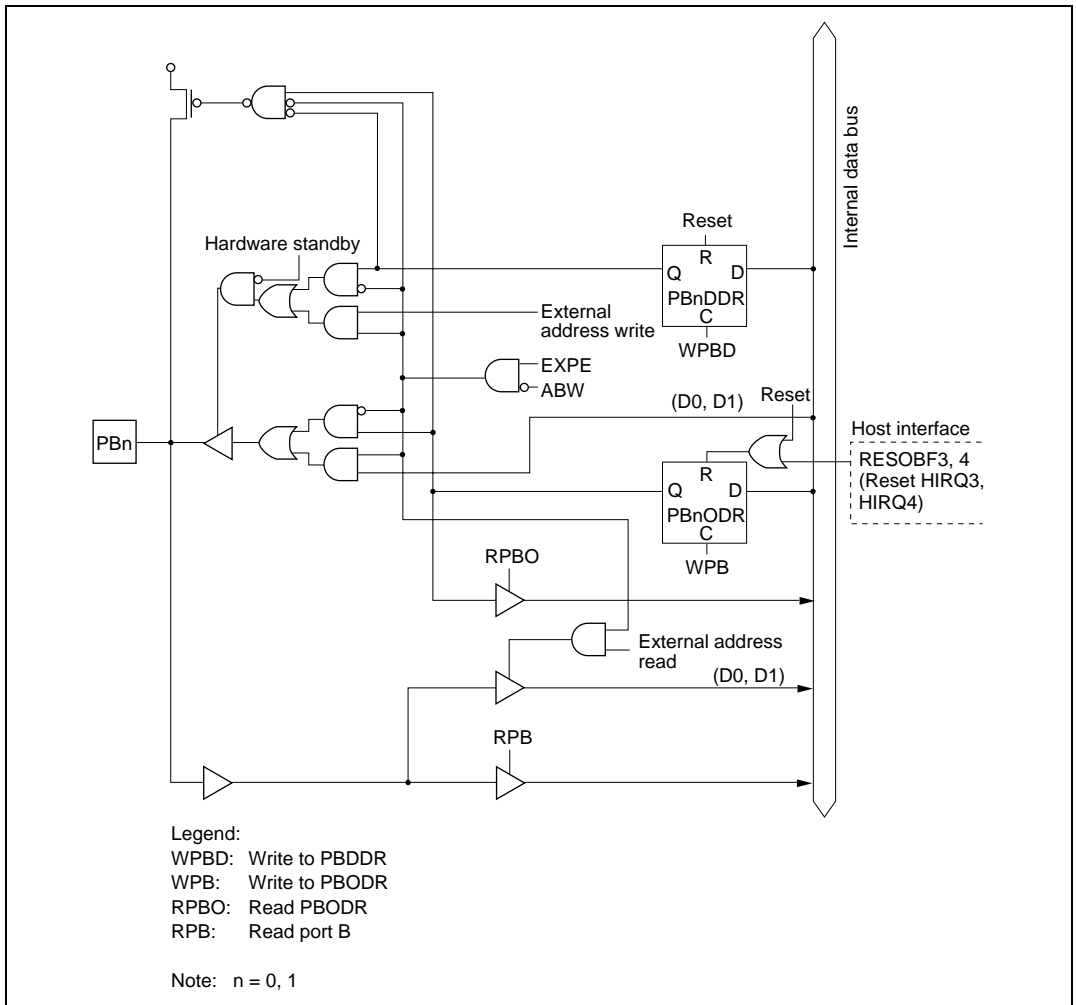 Internal data bus
Reset
Hardware standby
R
Q D
PBnDDR
C
WPBD
External
address write
EXPE
ABW
(D0, D1)
Reset
Host interface
PBn
RESOBF3, 4
(Reset HIRQ3,
HIRQ4)
R
Q D
PBnODR
C
WPB
RPBO
External address
read
(D0, D1)
RPB
Legend:
WPBD: Write to PBDDR
WPB: Write to PBODR
RPBO: Read PBODR
RPB: Read port B
Note: n = 0, 1